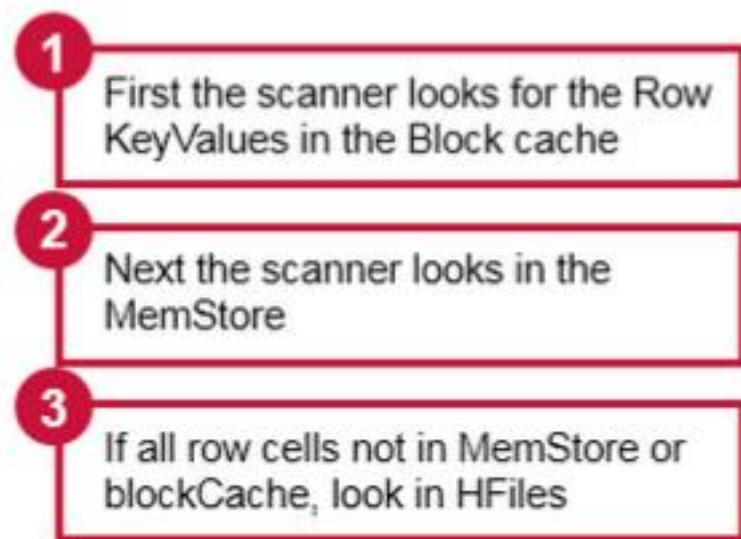 1
First the scanner looks for the Row
KeyValues in the Block cache
2
Next the scanner looks in the
MemStore
3
If all row cells not in MemStore or
blockCache, look in HFiles